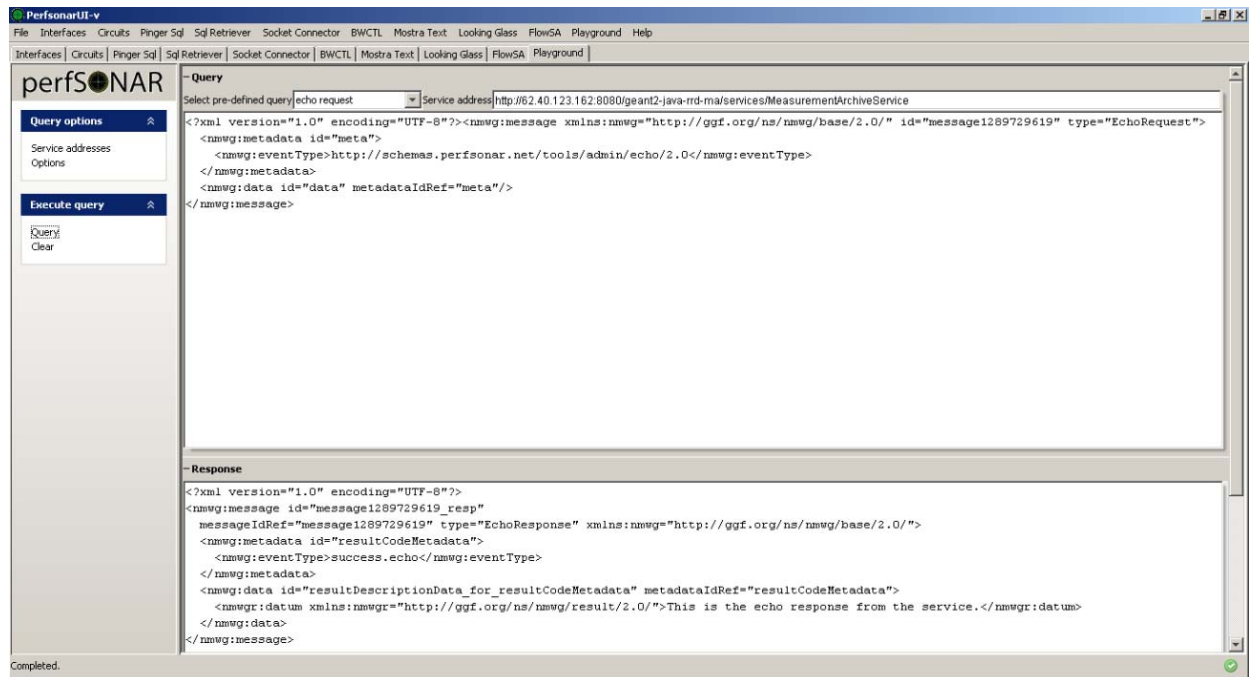 PerfsonarUI-v
File Interfaces Circuits Pinger Sql Sql Retriever Socket Connector BWCTL Mostra Text Looking Glass FlowSA Playground Help
Interfaces Circuits Pinger Sql Sql Retriever Socket Connector BWCTL Mostra Text Looking Glass FlowSA Playground
perfSONAR
Query options
Service addresses
Options
Execute query
Query
Clear
Query
Select pre-defined query echo request Service address http://62.40.123.162:8080/geant2-java-rrd-ma/services/MeasurementArchiveService
<?xml version="1.0" encoding="UTF-8"?><nmwg:message xmlns:nmwg="http://ggf.org/ns/nmwg/base/2.0/" id="message1289729619" type="EchoRequest">
<nmwg:metadata id="meta">
<nmwg:eventType>http://schemas.perfsonar.net/tools/admin/echo/2.0</nmwg:eventType>
</nmwg:metadata>
<nmwg:data id="data" metadataIdRef="meta"/>
</nmwg:message>
Response
<?xml version="1.0" encoding="UTF-8"?>
<nmwg:message id="message1289729619_resp"
messageIdRef="message1289729619" type="EchoResponse" xmlns:nmwg="http://ggf.org/ns/nmwg/base/2.0/">
<nmwg:metadata id="resultCodeMetadata">
<nmwg:eventType>success.echo</nmwg:eventType>
</nmwg:metadata>
<nmwg:data id="resultDescriptionData_for_resultCodeMetadata" metadataIdRef="resultCodeMetadata">
<nmwgr:datum xmlns:nmwgr="http://ggf.org/ns/nmwg/result/2.0/">This is the echo response from the service.</nmwgr:datum>
</nmwg:data>
</nmwg:message>
Completed.